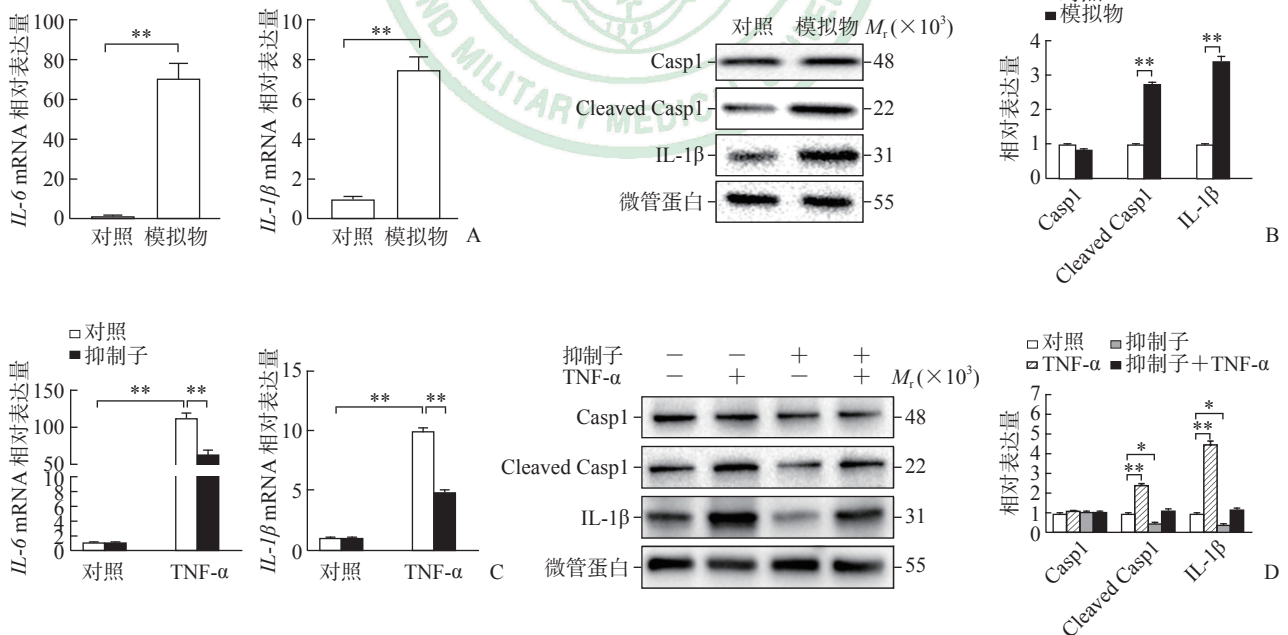 IL-6 mRNA 相对表达量
100
80
60
40
20
0
**
对照 模拟物
IL-1β mRNA 相对表达量
10
8
6
4
2
0
**
对照 模拟物
A
AND MILITARY MEDICAL
对照 模拟物 Mr(×10³)
Casp1 48
Cleaved Casp1 22
IL-1β 31
微管蛋白 55
模拟物
相对表达量
4
3
2
1
0
**
**
Casp1
Cleaved Casp1
IL-1β
B
对照
抑制子
IL-6 mRNA 相对表达量
150
100
50
10
8
6
4
2
0
** **
对照 TNF-α
IL-1β mRNA 相对表达量
15
10
5
0
** **
对照 TNF-α
C
抑制子 − − + +
TNF-α − + − + Mr(×10³)
Casp1 48
Cleaved Casp1 22
IL-1β 31
微管蛋白 55
对照 抑制子
TNF-α 抑制子+TNF-α
相对表达量
7
6
5
4
3
2
1
0
*
**
*
**
Casp1
Cleaved Casp1
IL-1β
D